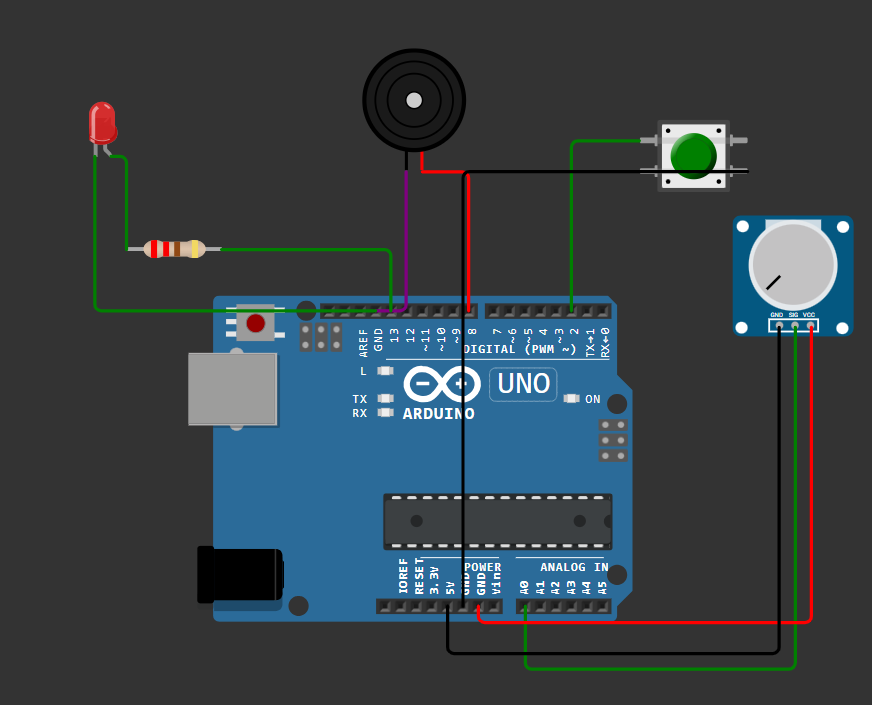 GND SIG VCC
AREF
GND
13
12
~11
~10
~9
8
7
~6
~5
4
~3
2
TX→1
RX←0
DIGITAL (PWM ~)
L
TX
RX
UNO
ON
ARDUINO
POWER
ANALOG IN
IOREF
RESET
3.3V
5V
GND
GND
Vin
A0
A1
A2
A3
A4
A5